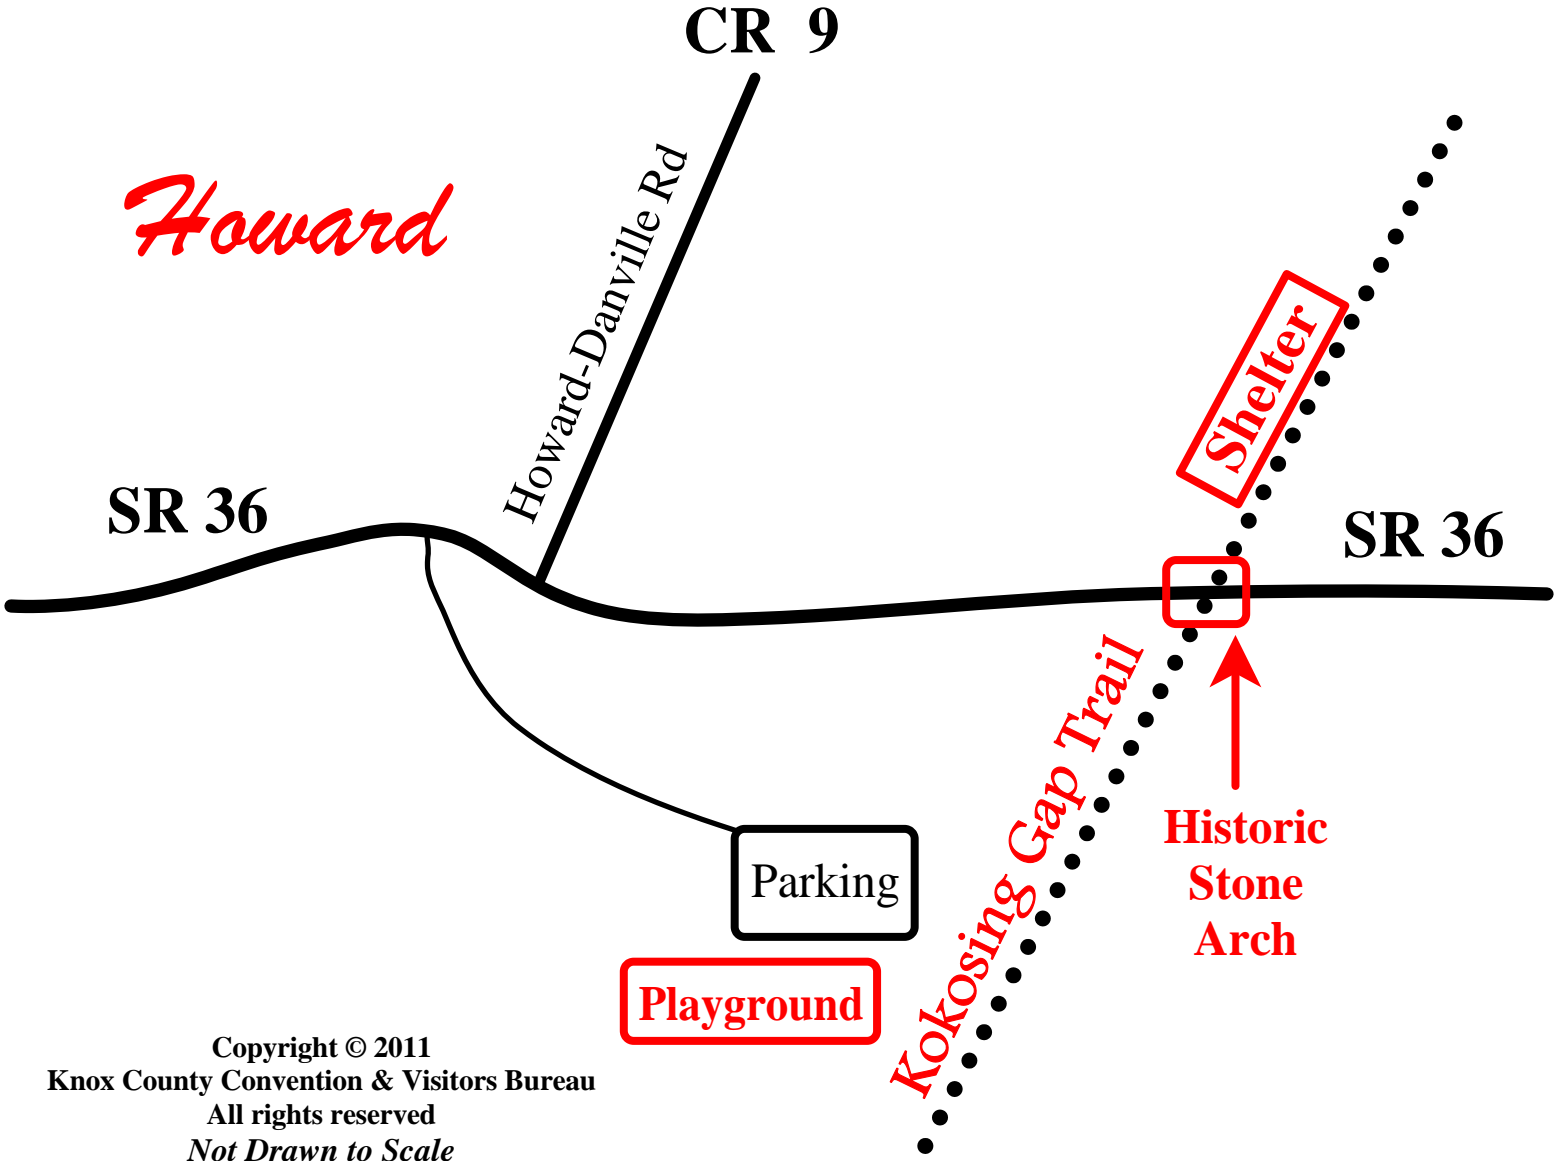 CR 9
Howard
Howard-Danville Rd
Shelter
SR 36
SR 36
Kokosing Gap Trail
Historic
Stone
Arch
Parking
Playground
Copyright © 2011
Knox County Convention & Visitors Bureau
All rights reserved
Not Drawn to Scale